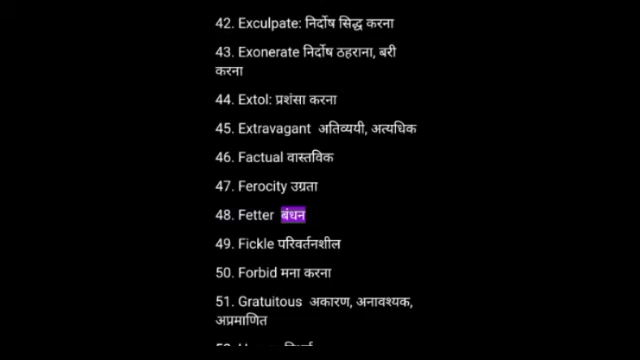 42. Exculpate: निर्दोष सिद्ध करना
43. Exonerate निर्दोष ठहराना, बरी
करना
44. Extol: प्रशंसा करना
45. Extravagant अतिव्ययी, अत्यधिक
46. Factual वास्तविक
47. Ferocity उग्रता
48. Fetter बंधन
49. Fickle परिवर्तनशील
50. Forbid मना करना
51. Gratuitous अकारण, अनावश्यक,
अप्रमाणित